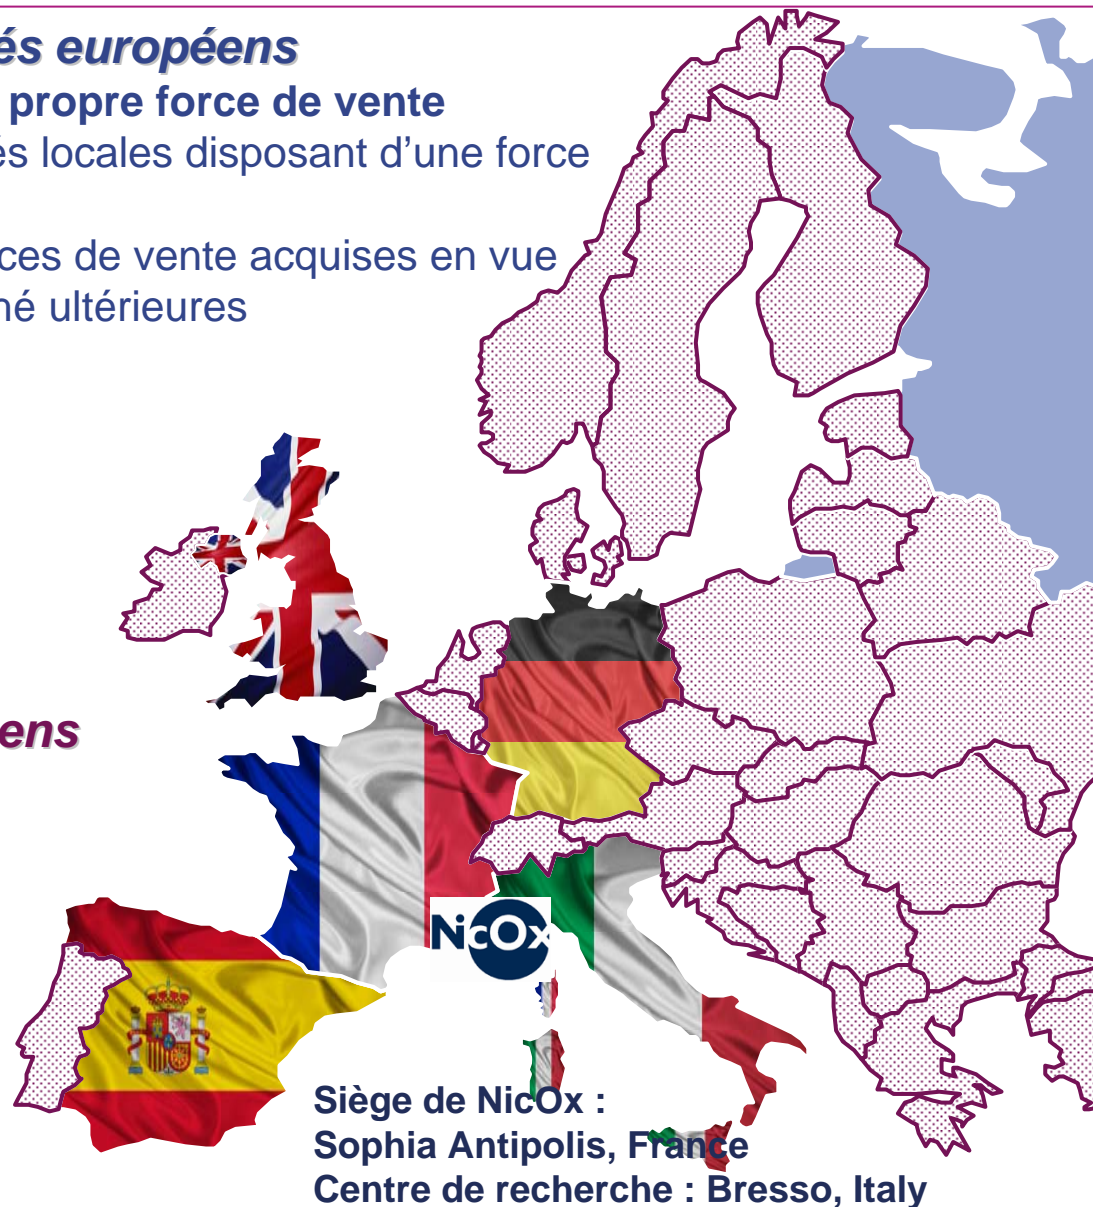 és européens
propre force de vente
és locales disposant d’une force
ces de vente acquises en vue
né ultérieures
ens
NicOx
Siège de NicOx :
Sophia Antipolis, France
Centre de recherche : Bresso, Italy